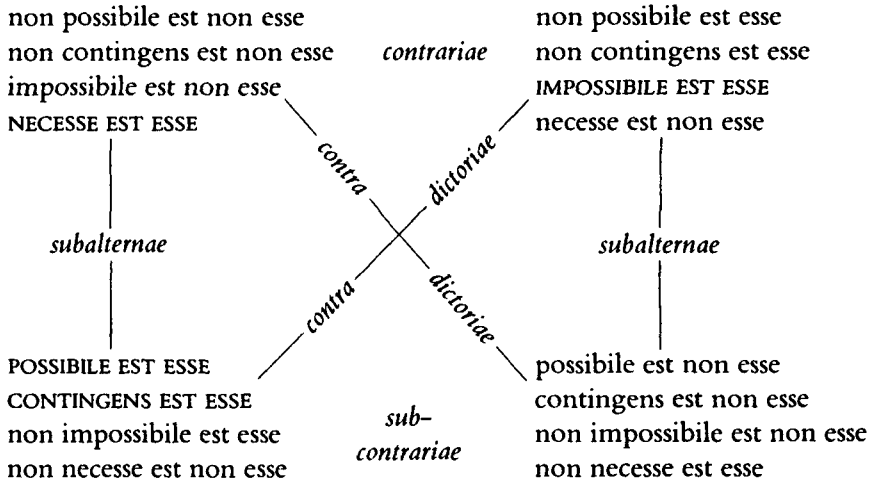 non possibile est non esse
non contingens est non esse
impossibile est non esse
NECESSE EST ESSE
contrariae
non possibile est esse
non contingens est esse
IMPOSSIBILE EST ESSE
necesse est non esse
contra
dictoriae
subalternae
subalternae
contra
dictoriae
POSSIBILE EST ESSE
CONTINGENS EST ESSE
non impossibile est esse
non necesse est non esse
sub-
contrariae
possibile est non esse
contingens est non esse
non impossibile est non esse
non necesse est esse